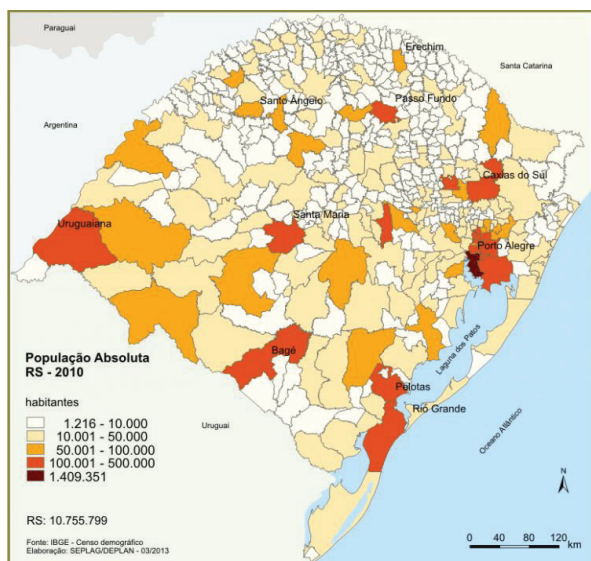 Paraguai
Erechim
Santa Catarina
Santo Angelo
Passo Fundo
Argentina
Caxias do Sul
Santa Maria
Uruguaiana
Porto Alegre
Bagé
Laguna dos Patos
Pelotas
Rio Grande
Oceano Atlântico
Uruguai
População Absoluta
RS - 2010
habitantes
1.216 - 10.000
10.001 - 50.000
50.001 - 100.000
100.001 - 500.000
1.409.351
RS: 10.755.799
Fonte: IBGE - Censo demográfico
Elaboração: SEPLAG/DEPLAN - 03/2013
N
0 40 80 120
km